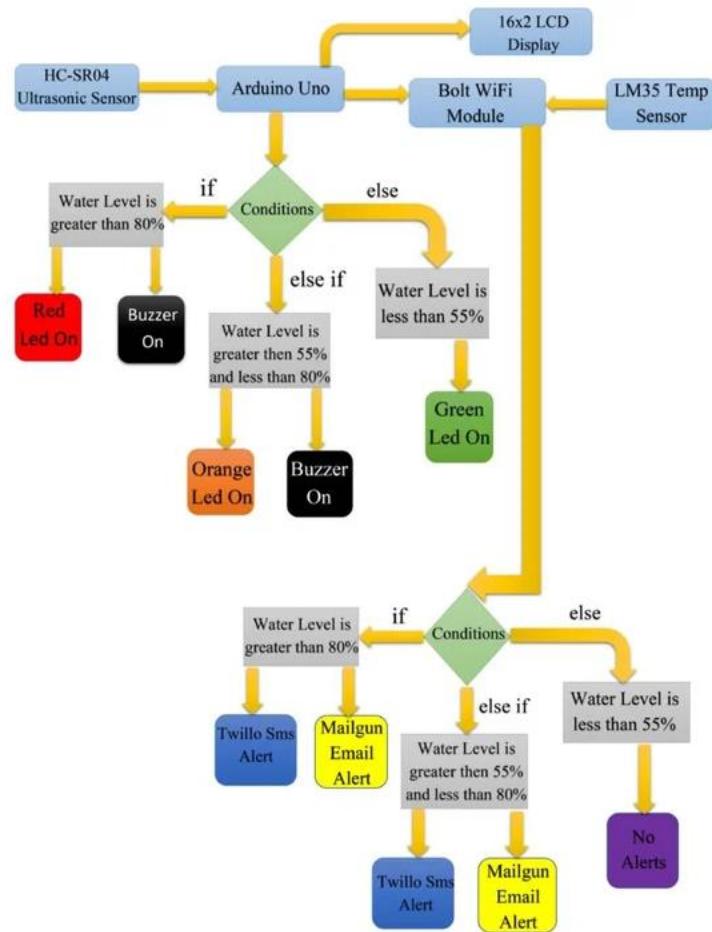 16x2 LCD
Display
HC-SR04
Ultrasonic Sensor
Arduino Uno
Bolt WiFi
Module
LM35 Temp
Sensor
Water Level is
greater than 80%
if
Conditions
else
else if
Red
Led On
Buzzer
On
Water Level is
greater then 55%
and less than 80%
Water Level is
less than 55%
Orange
Led On
Buzzer
On
Green
Led On
Water Level is
greater than 80%
if
Conditions
else
else if
Twillo Sms
Alert
Mailgun
Email
Alert
Water Level is
greater then 55%
and less than 80%
Water Level is
less than 55%
Twillo Sms
Alert
Mailgun
Email
Alert
No
Alerts